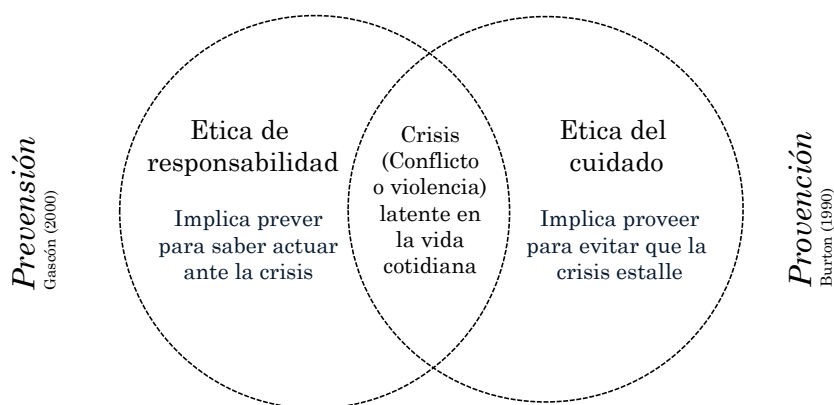 Prevensión
Gascón (2000)
Etica de
responsabilidad
Implica prever
para saber actuar
ante la crisis
Crisis
(Conflicto
o violencia)
latente en
la vida
cotidiana
Etica del
cuidado
Implica proveer
para evitar que la
crisis estalle
Provención
Burton (1990)